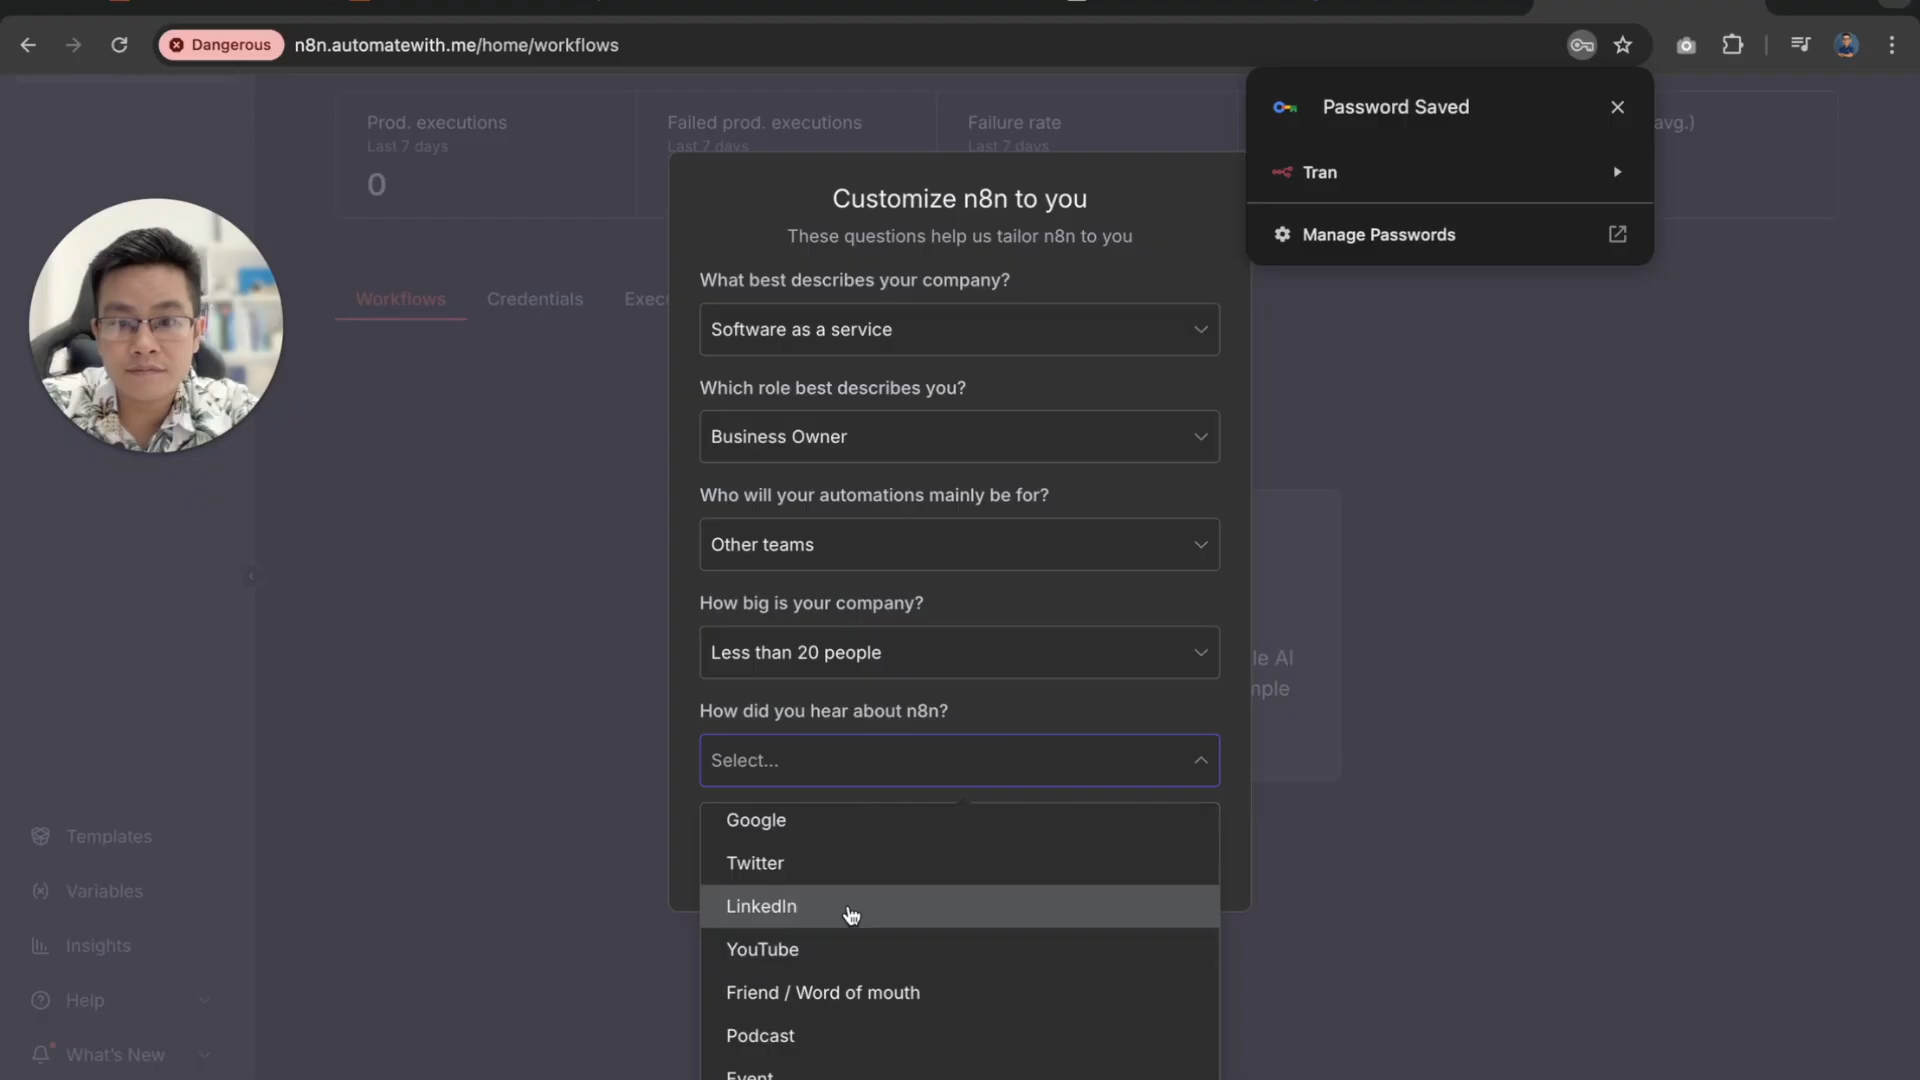 Dangerous
n8n.automatewith.me/home/workflows
Password Saved
Tran
Manage Passwords
Prod. executions
Last 7 days
0
Failed prod. executions
Last 7 days
Failure rate
Last 7 days
avg.)
Workflows
Credentials
Exec
Customize n8n to you
These questions help us tailor n8n to you
What best describes your company?
Software as a service
Which role best describes you?
Business Owner
Who will your automations mainly be for?
Other teams
How big is your company?
Less than 20 people
How did you hear about n8n?
Select...
Google
Twitter
LinkedIn
YouTube
Friend / Word of mouth
Podcast
Event
le AI
mple
Templates
Variables
Insights
Help
What's New